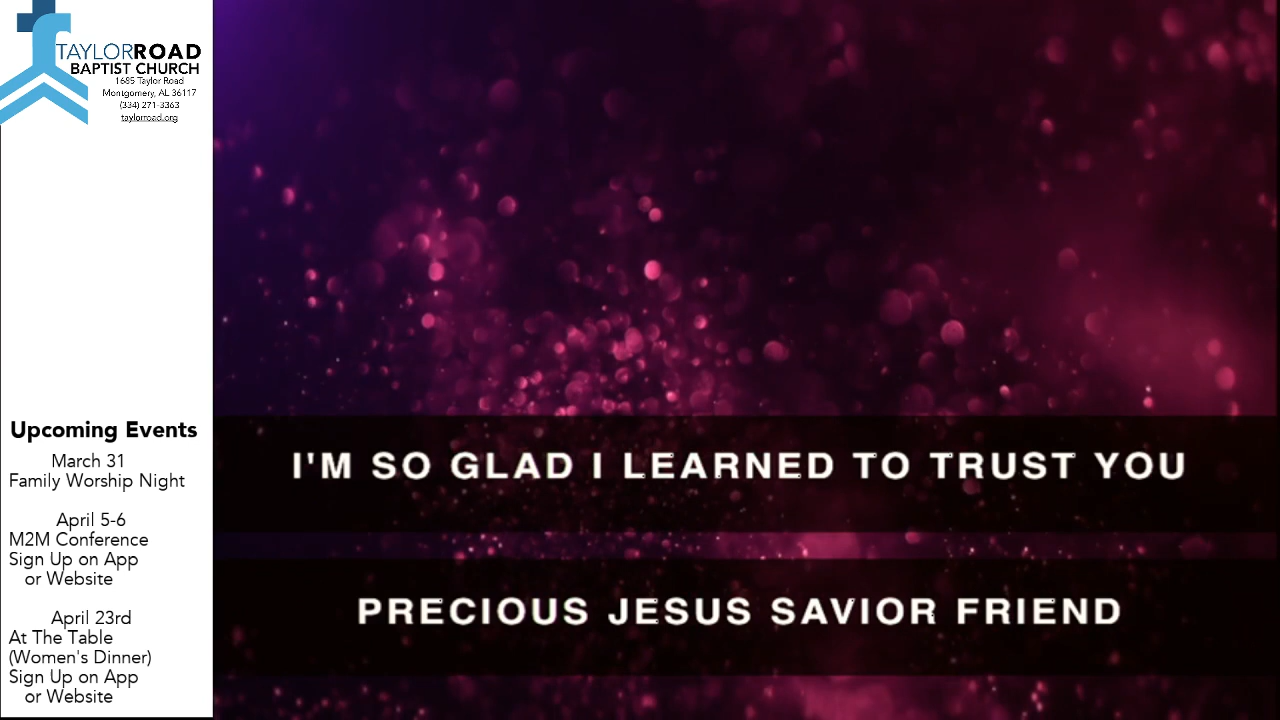 TAYLORROAD
BAPTIST CHURCH
1685 Taylor Road
Montgomery, AL 36117
(334) 271-3363
taylorroad.org
Upcoming Events
March 31
Family Worship Night
April 5-6
M2M Conference
Sign Up on App
or Website
April 23rd
At The Table
(Women's Dinner)
Sign Up on App
or Website
I'M SO GLAD I LEARNED TO TRUST YOU
PRECIOUS JESUS SAVIOR FRIEND